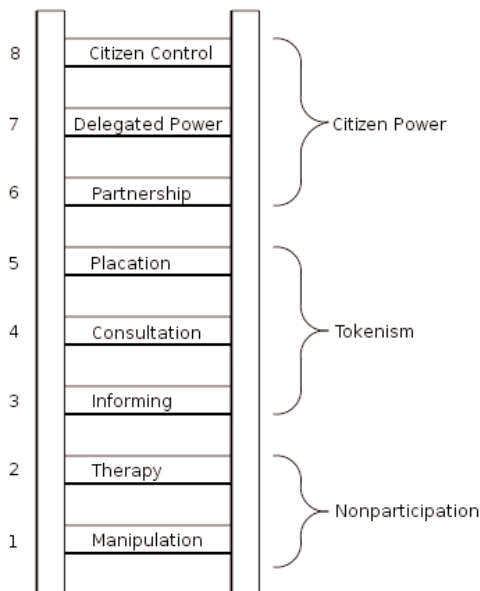 8 Citizen Control
7 Delegated Power
Citizen Power
6 Partnership
5 Placation
4 Consultation
Tokenism
3 Informing
2 Therapy
Nonparticipation
1 Manipulation